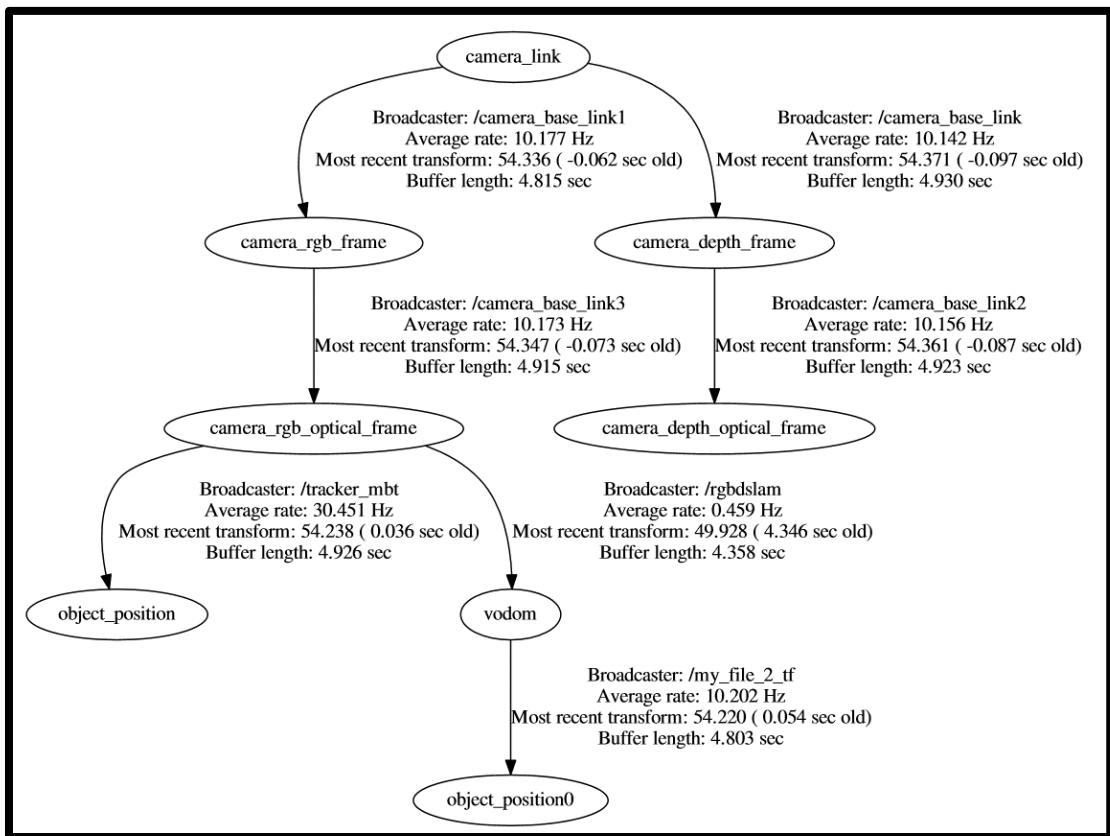 camera_link
Broadcaster: /camera_base_link1
Average rate: 10.177 Hz
Most recent transform: 54.336 ( -0.062 sec old)
Buffer length: 4.815 sec
Broadcaster: /camera_base_link
Average rate: 10.142 Hz
Most recent transform: 54.371 ( -0.097 sec old)
Buffer length: 4.930 sec
camera_rgb_frame
camera_depth_frame
Broadcaster: /camera_base_link3
Average rate: 10.173 Hz
Most recent transform: 54.347 ( -0.073 sec old)
Buffer length: 4.915 sec
Broadcaster: /camera_base_link2
Average rate: 10.156 Hz
Most recent transform: 54.361 ( -0.087 sec old)
Buffer length: 4.923 sec
camera_rgb_optical_frame
camera_depth_optical_frame
Broadcaster: /tracker_mbt
Average rate: 30.451 Hz
Most recent transform: 54.238 ( 0.036 sec old)
Buffer length: 4.926 sec
Broadcaster: /rgbdslam
Average rate: 0.459 Hz
Most recent transform: 49.928 ( 4.346 sec old)
Buffer length: 4.358 sec
object_position
vodom
Broadcaster: /my_file_2_tf
Average rate: 10.202 Hz
Most recent transform: 54.220 ( 0.054 sec old)
Buffer length: 4.803 sec
object_position0